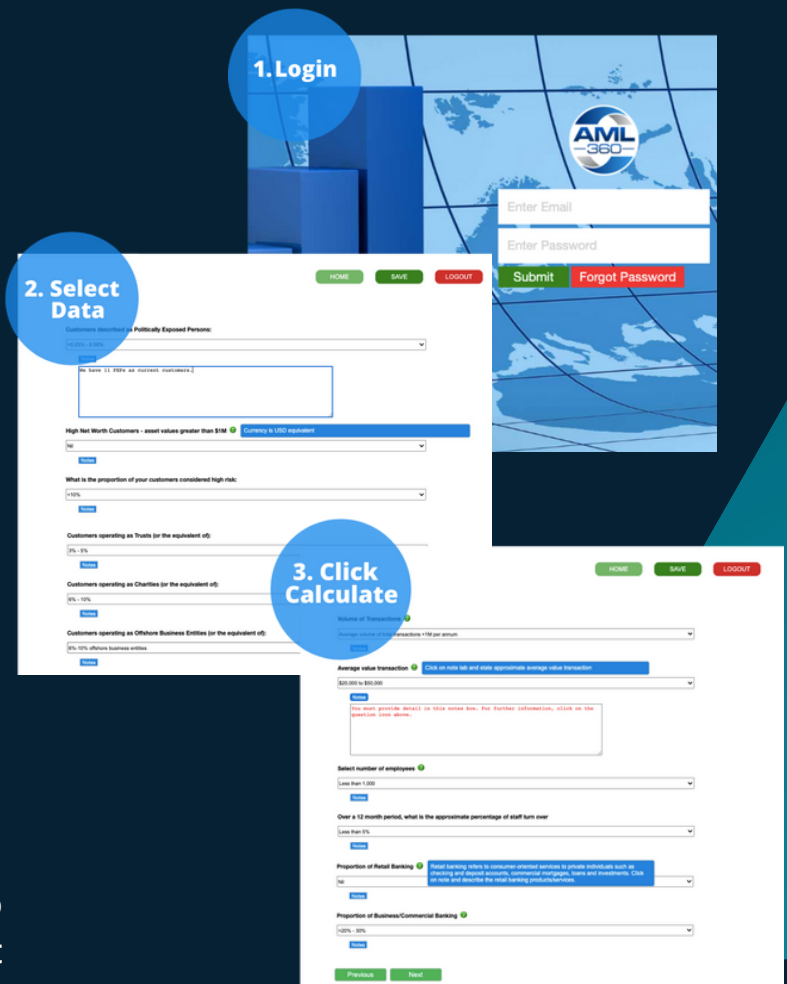 1. Login
AML
360
Enter Email
Enter Password
Submit Forgot Password
2. Select
Data
HOME SAVE LOGOUT
Customers described as Politically Exposed Persons:
Notes
We have 11 PEPs as current customers.
High Net Worth Customers - asset values greater than $1M ? Currency is USD equivalent
Nil
Notes
What is the proportion of your customers considered high risk:
Notes
Customers operating as Trusts (or the equivalent of):
3% - 5%
Notes
Customers operating as Charities (or the equivalent of):
6% - 10%
Notes
Customers operating as Offshore Business Entities (or the equivalent of):
6%-10% offshore business entities
Notes
3. Click
Calculate
HOME SAVE LOGOUT
Volume of Transactions ?
Average volume of total transactions <1M per annum
Notes
Average value transaction ? Click on note tab and state approximate average value transaction
$20,000 to $50,000
Notes
You must provide detail in this notes box. For further information, click on the
question icon above.
Select number of employees ?
Less than 1,000
Notes
Over a 12 month period, what is the approximate percentage of staff turn over
Less than 5%
Notes
Proportion of Retail Banking ? Retail banking refers to consumer-oriented services to private individuals such as
checking and deposit accounts, commercial mortgages, loans and investments. Click
on note and describe the retail banking products/services.
Nil
Notes
Proportion of Business/Commercial Banking ?
>20% - 30%
Notes
Previous Next